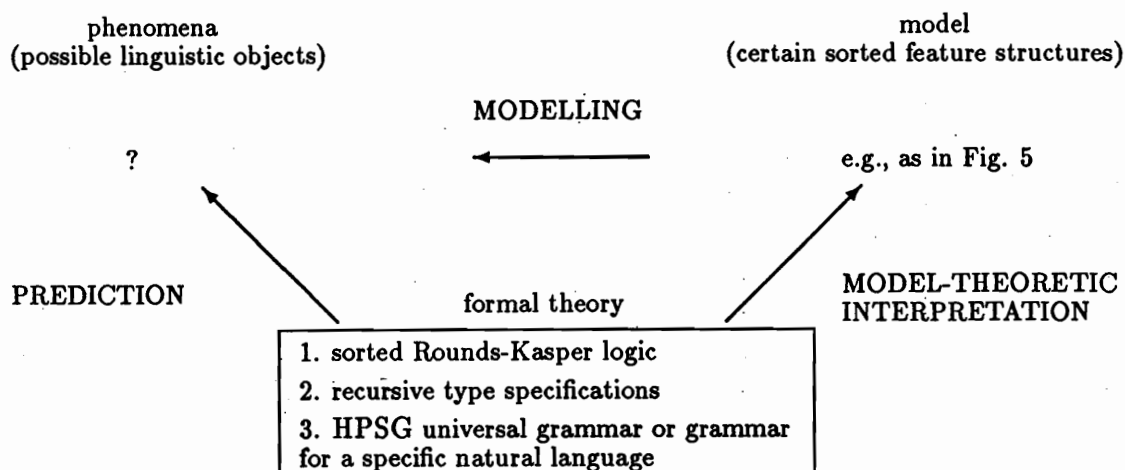 phenomena
(possible linguistic objects)
model
(certain sorted feature structures)
MODELLING
?
e.g., as in Fig. 5
PREDICTION
MODEL-THEORETIC
INTERPRETATION
formal theory
1. sorted Rounds-Kasper logic
2. recursive type specifications
3. HPSG universal grammar or grammar
for a specific natural language